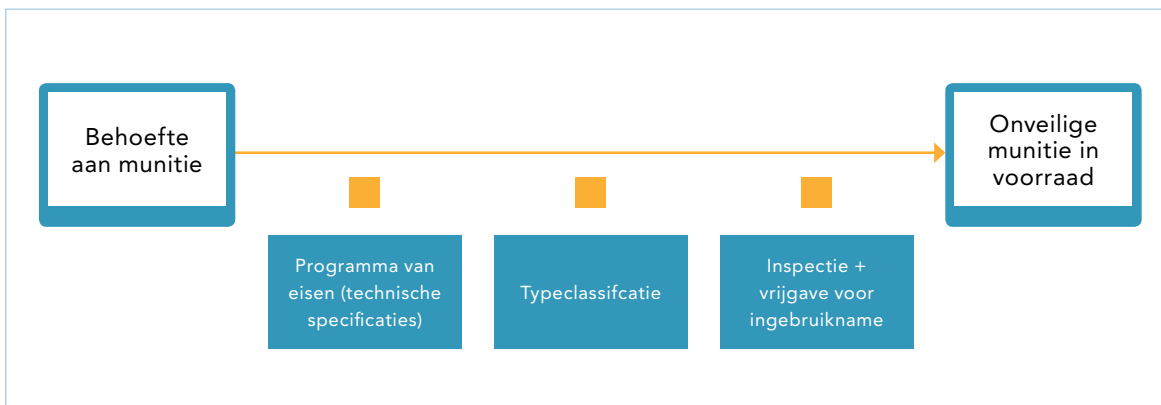 Behoefte
aan munitie
Onveilige
munitie in
voorraad
Programma van
eisen (technische
specificaties)
Typeclassifcatie
Inspectie +
vrijgave voor
ingebruikname